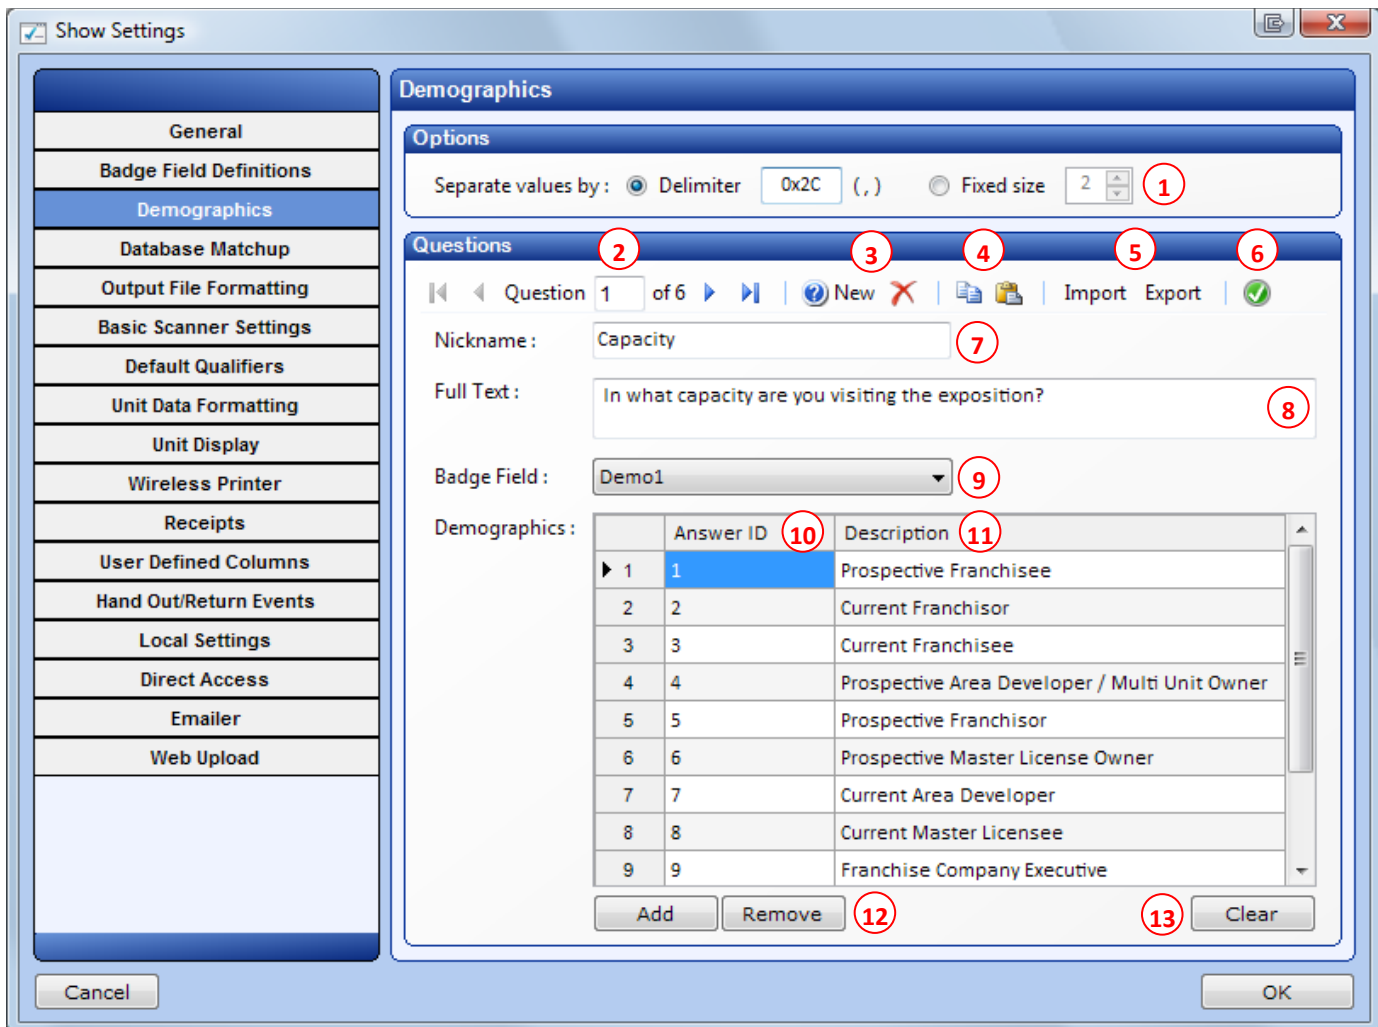 Show Settings
General
Badge Field Definitions
Demographics
Database Matchup
Output File Formatting
Basic Scanner Settings
Default Qualifiers
Unit Data Formatting
Unit Display
Wireless Printer
Receipts
User Defined Columns
Hand Out/Return Events
Local Settings
Direct Access
Emailer
Web Upload
Demographics
Options
Separate values by : Delimiter 0x2C ( , ) Fixed size 2 1
Questions 2 3 4 5 6
Question 1 of 6 New Import Export
Nickname : Capacity 7
Full Text : In what capacity are you visiting the exposition? 8
Badge Field : Demo1 9
Demographics : Answer ID 10 Description 11
1 1 Prospective Franchisee
2 2 Current Franchisor
3 3 Current Franchisee
4 4 Prospective Area Developer / Multi Unit Owner
5 5 Prospective Franchisor
6 6 Prospective Master License Owner
7 7 Current Area Developer
8 8 Current Master Licensee
9 9 Franchise Company Executive
Add Remove 12 13 Clear
Cancel OK